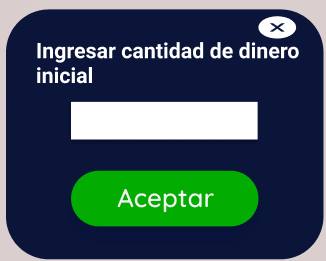 Ingresar cantidad de dinero
inicial
Aceptar